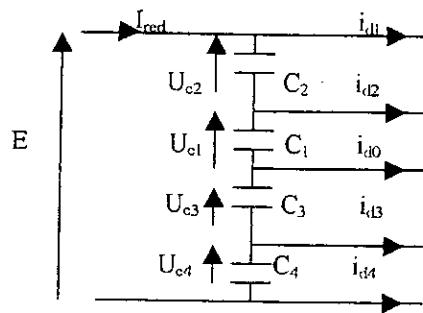 I_red i_d1
U_c2 C_2 i_d2
E U_c1 C_1 i_d0
U_c3 C_3 i_d3
U_c4 C_4 i_d4